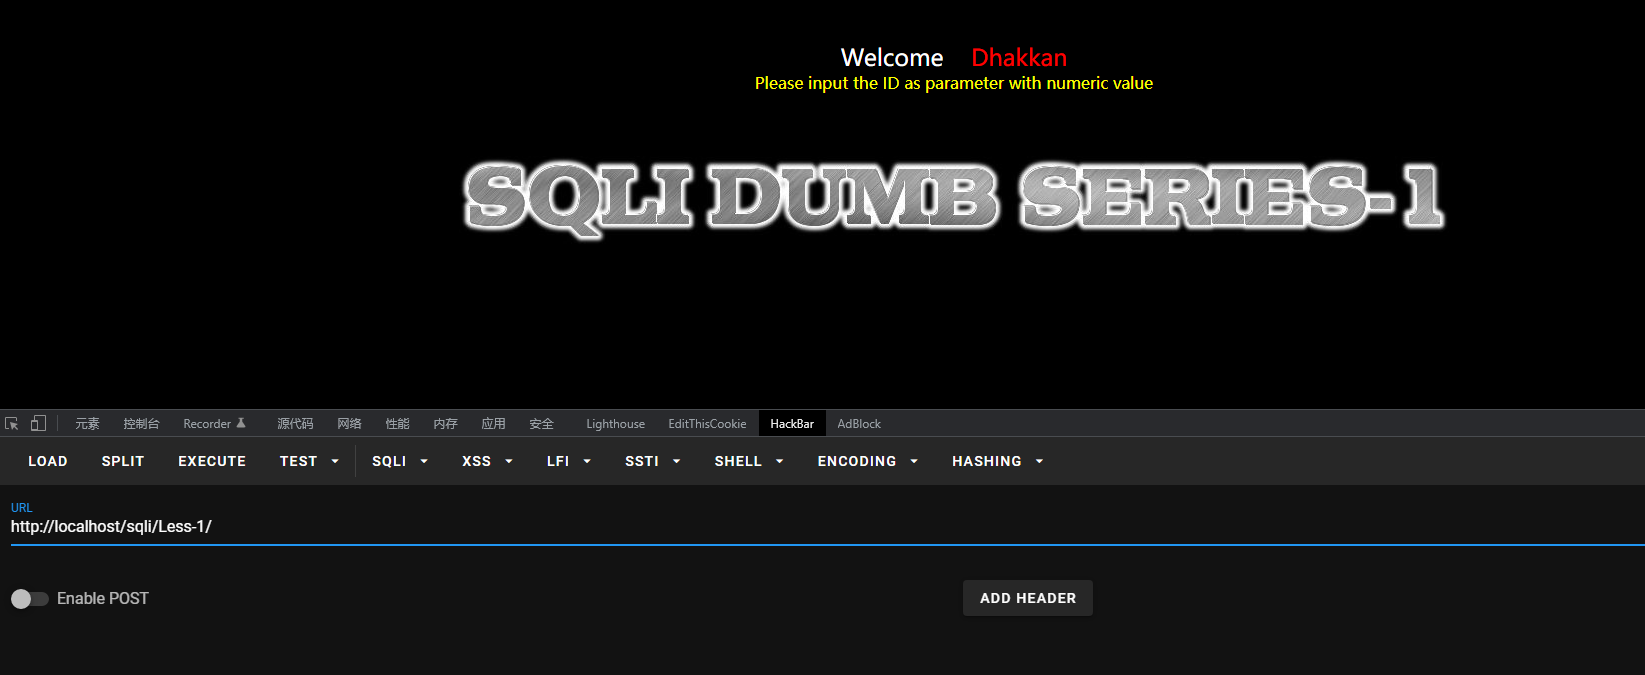 Welcome Dhakkan
Please input the ID as parameter with numeric value
SQLI DUMB SERIES-1
元素 控制台 Recorder 源代码 网络 性能 内存 应用 安全 Lighthouse EditThisCookie HackBar AdBlock
LOAD SPLIT EXECUTE TEST SQLI XSS LFI SSTI SHELL ENCODING HASHING
URL
http://localhost/sqli/Less-1/
Enable POST ADD HEADER